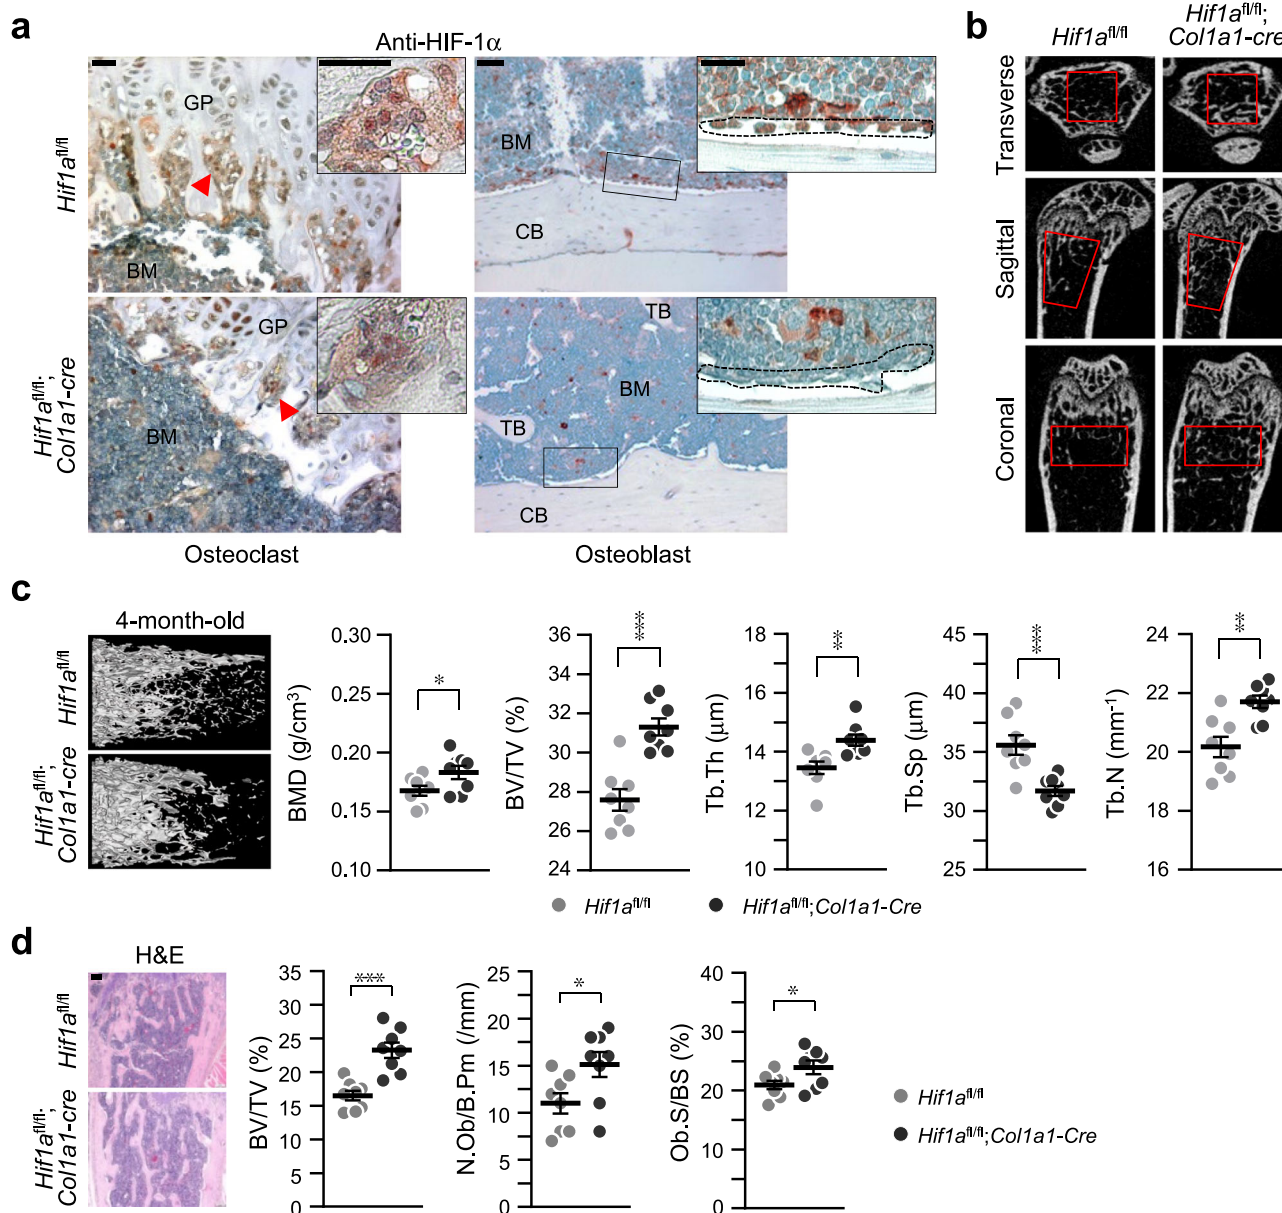 a
Anti-HIF-1α
Hif1a^fl/fl
GP
BM
BM
CB
Hif1a^fl/fl;
Col1a1-cre
GP
BM
TB
BM
TB
CB
Osteoclast
Osteoblast
b
Hif1a^fl/fl
Hif1a^fl/fl;
Col1a1-cre
Transverse
Sagittal
Coronal
c
4-month-old
Hif1a^fl/fl
Hif1a^fl/fl;
Col1a1-cre
BMD (g/cm³)
0.30
0.25
0.20
0.15
0.10
*
BV/TV (%)
36
34
32
30
28
26
24
***
Tb.Th (μm)
18
16
14
12
10
**
Tb.Sp (μm)
45
40
35
30
25
***
Tb.N (mm⁻¹)
24
22
20
18
16
**
Hif1a^fl/fl
Hif1a^fl/fl;Col1a1-Cre
d
H&E
Hif1a^fl/fl
Hif1a^fl/fl;
Col1a1-cre
BV/TV (%)
35
30
25
20
15
10
5
0
***
N.Ob/B.Pm (/mm)
25
20
15
10
5
0
*
Ob.S/BS (%)
40
30
20
10
0
*
Hif1a^fl/fl
Hif1a^fl/fl;Col1a1-Cre